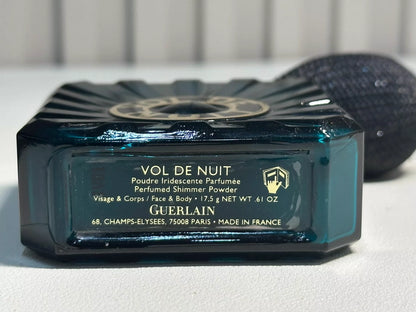 VOL DE NUIT
Poudre Iridescente Parfumée
Perfumed Shimmer Powder
Visage & Corps / Face & Body • 17,5 g NET WT .61 OZ
GUERLAIN
68, CHAMPS-ELYSEES, 75008 PARIS • MADE IN FRANCE